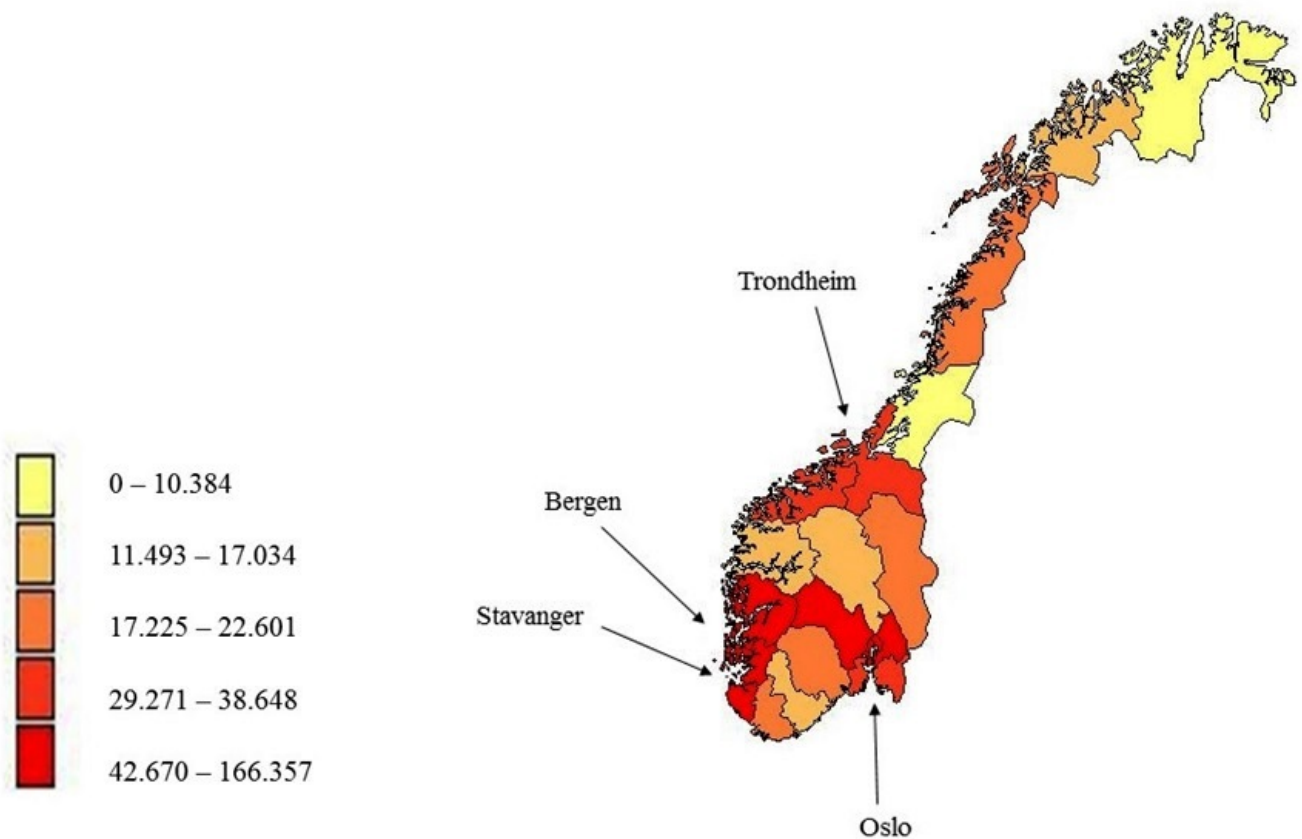 Trondheim
Bergen
Stavanger
Oslo
0 – 10.384
11.493 – 17.034
17.225 – 22.601
29.271 – 38.648
42.670 – 166.357